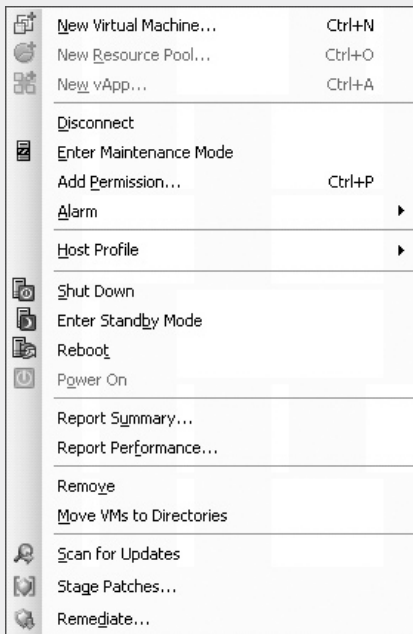 New Virtual Machine... Ctrl+N
New Resource Pool... Ctrl+O
New vApp... Ctrl+A
Disconnect
Enter Maintenance Mode
Add Permission... Ctrl+P
Alarm
Host Profile
Shut Down
Enter Standby Mode
Reboot
Power On
Report Summary...
Report Performance...
Remove
Move VMs to Directories
Scan for Updates
Stage Patches...
Remediate...